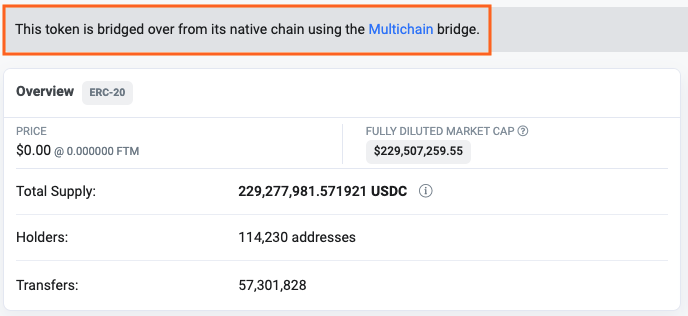 This token is bridged over from its native chain using the Multichain bridge.
Overview ERC-20
PRICE
$0.00 @ 0.000000 FTM
FULLY DILUTED MARKET CAP
$229,507,259.55
Total Supply: 229,277,981.571921 USDC
Holders: 114,230 addresses
Transfers: 57,301,828